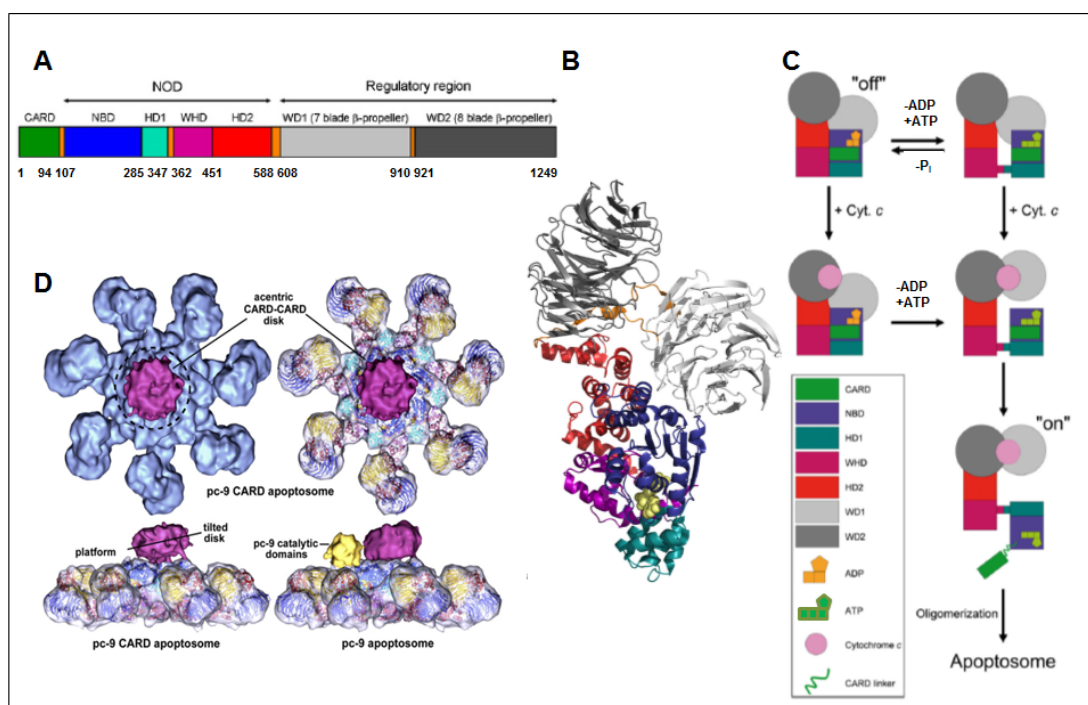 A
NOD
Regulatory region
CARD NBD HD1 WHD HD2 WD1 (7 blade β-propeller) WD2 (8 blade β-propeller)
1 94 107 285 347 362 451 588 608 910 921 1249
B
C
"off"
-ADP
+ATP
-Pi
+ Cyt. c
+ Cyt. c
-ADP
+ATP
"on"
CARD
NBD
HD1
WHD
HD2
WD1
WD2
ADP
ATP
Cytochrome c
CARD linker
Oligomerization
Apoptosome
D
acentric
CARD-CARD
disk
pc-9 CARD apoptosome
platform
tilted
disk
pc-9 catalytic
domains
pc-9 CARD apoptosome
pc-9 apoptosome